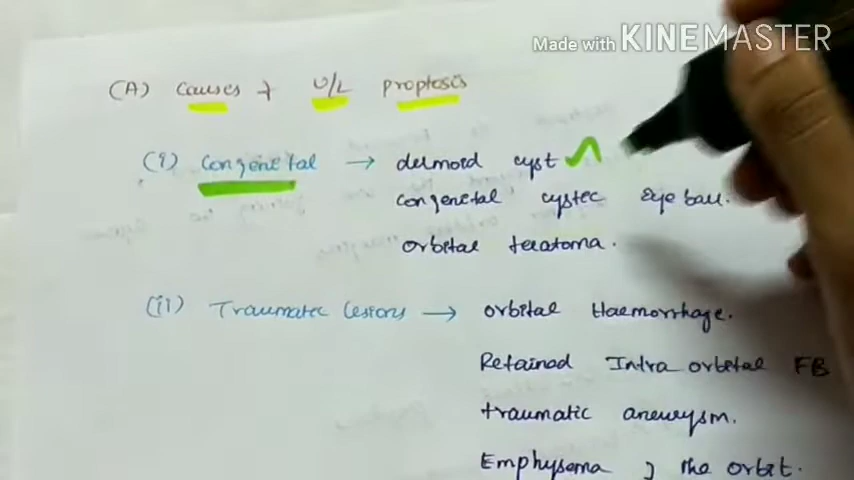 Made with KINEMASTER
(A) Causes of U/L proptosis
(i) Congenital → dermoid cyst
congenital cystic eye ball.
orbital teratoma.
(ii) Traumatic lesions → orbital Haemorrhage.
Retained Intra orbital FB
traumatic aneurysm.
Emphysema of the orbit.